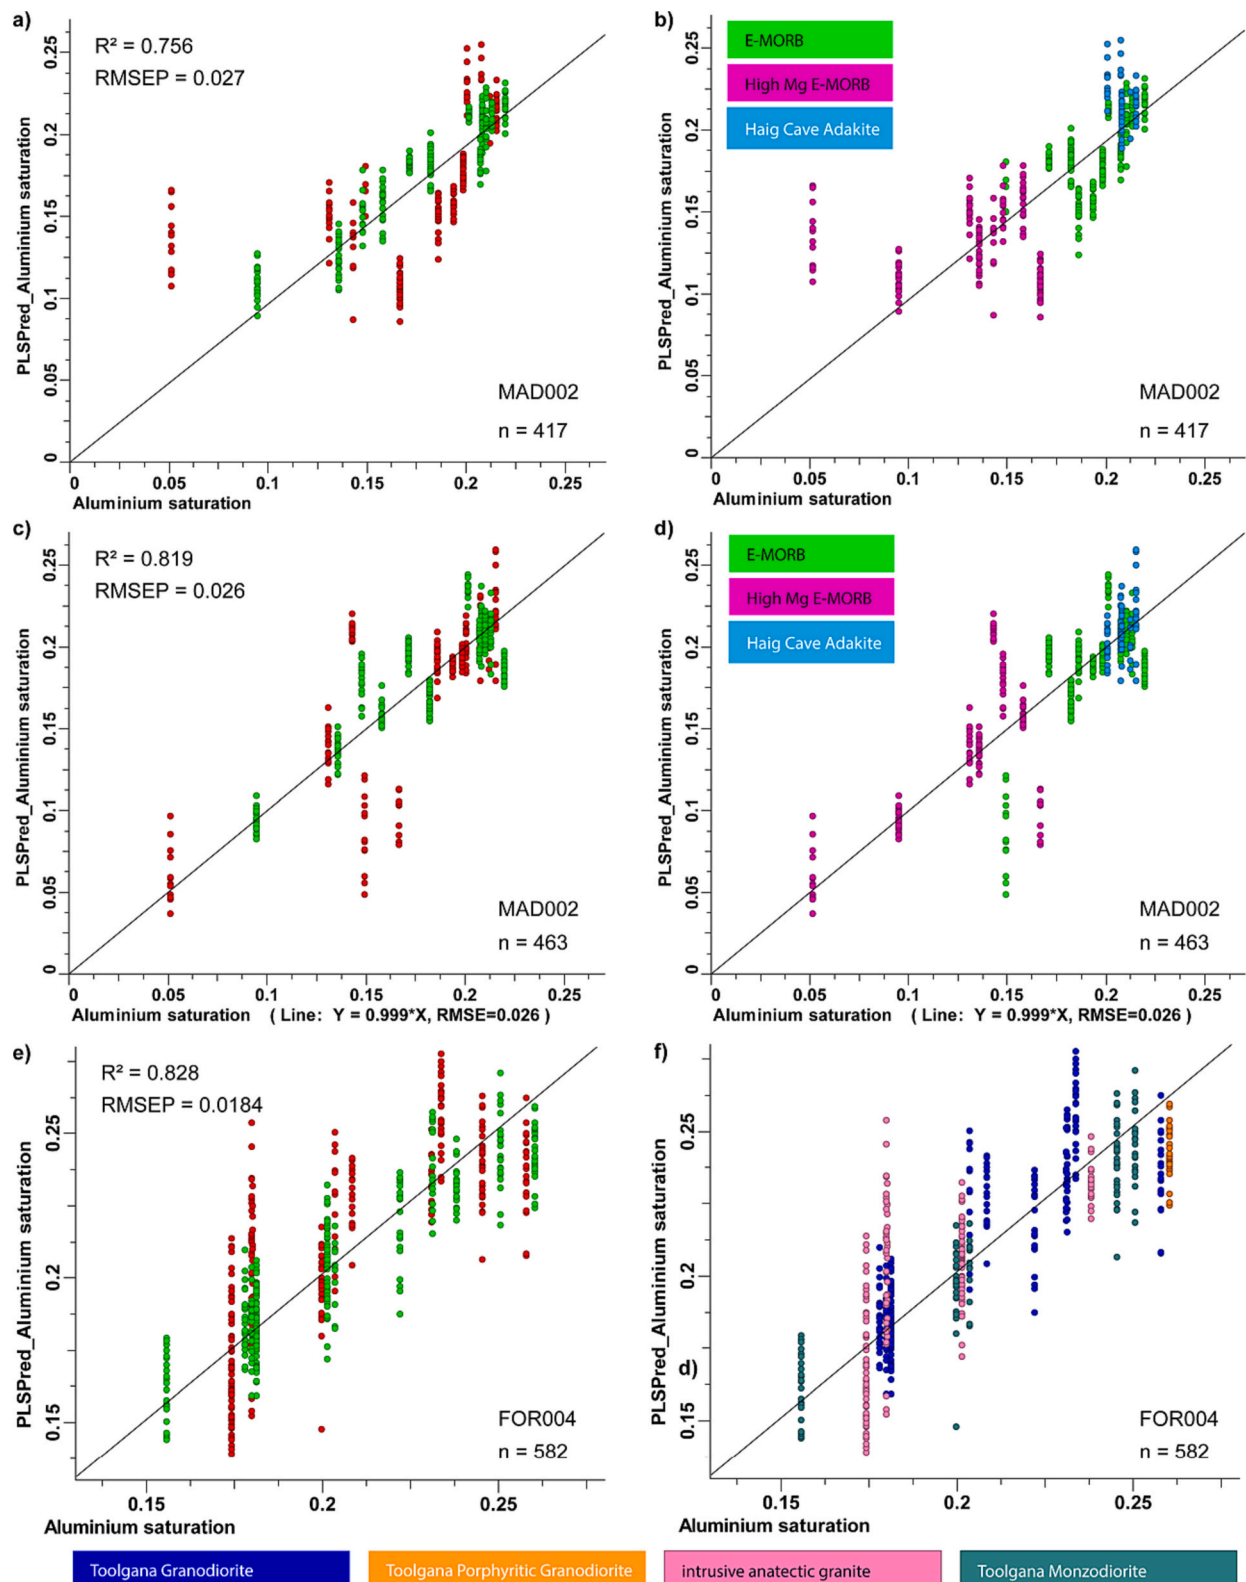 a)
R² = 0.756
RMSEP = 0.027
PLSPred_Aluminium saturation
0.25
0.2
0.15
0.1
0.05
0
MAD002
n = 417
0
0.05
0.1
0.15
0.2
0.25
Aluminium saturation
b)
E-MORB
High Mg E-MORB
Haig Cave Adakite
PLSPred_Aluminium saturation
0.25
0.2
0.15
0.1
0.05
0
MAD002
n = 417
0
0.05
0.1
0.15
0.2
0.25
Aluminium saturation
c)
R² = 0.819
RMSEP = 0.026
PLSPred_Aluminium saturation
0.25
0.2
0.15
0.1
0.05
0
MAD002
n = 463
0
0.05
0.1
0.15
0.2
0.25
Aluminium saturation ( Line: Y = 0.999*X, RMSE=0.026 )
d)
E-MORB
High Mg E-MORB
Haig Cave Adakite
PLSPred_Aluminium saturation
0.25
0.2
0.15
0.1
0.05
0
MAD002
n = 463
0
0.05
0.1
0.15
0.2
0.25
Aluminium saturation ( Line: Y = 0.999*X, RMSE=0.026 )
e)
R² = 0.828
RMSEP = 0.0184
PLSPred_Aluminium saturation
0.25
0.2
0.15
FOR004
n = 582
0.15
0.2
0.25
Aluminium saturation
f)
PLSPred_Aluminium saturation
0.25
0.2
d)
0.15
FOR004
n = 582
0.15
0.2
0.25
Aluminium saturation
Toolgana Granodiorite
Toolgana Porphyritic Granodiorite
intrusive anatectic granite
Toolgana Monzodiorite